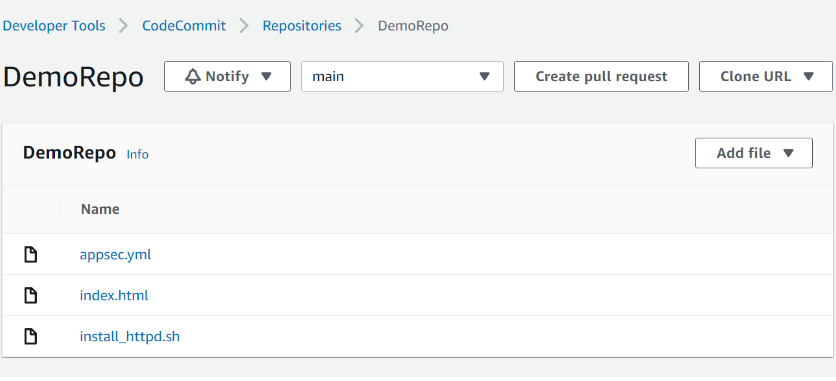 Developer Tools > CodeCommit > Repositories > DemoRepo
DemoRepo Notify main Create pull request Clone URL
DemoRepo Info Add file
Name
appsec.yml
index.html
install_httpd.sh